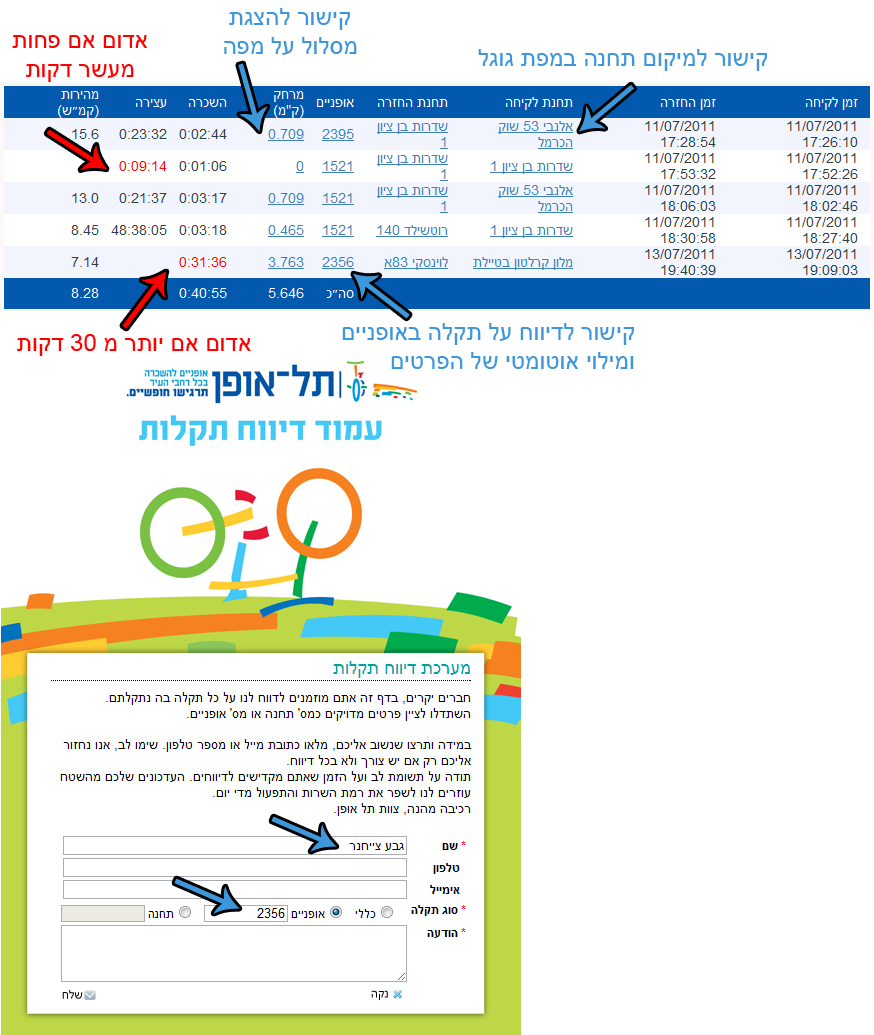 קישור להצגת
מסלול על מפה
אדום אם פחות
מעשר דקות
קישור למיקום תחנה במפת גוגל
זמן לקיחה זמן החזרה תחנת לקיחה תחנת החזרה אופניים מרחק (ק"מ) השכרה עצירה מהירות (קמ״ש)
11/07/2011 17:26:10 11/07/2011 17:28:54 אלנבי 53 שוק הכרמל שדרות בן ציון 1 2395 0.709 0:02:44 0:23:32 15.6
11/07/2011 17:52:26 11/07/2011 17:53:32 שדרות בן ציון 1 שדרות בן ציון 1 1521 0 0:01:06 0:09:14
11/07/2011 18:02:46 11/07/2011 18:06:03 אלנבי 53 שוק הכרמל שדרות בן ציון 1 1521 0.709 0:03:17 0:21:37 13.0
11/07/2011 18:27:40 11/07/2011 18:30:58 שדרות בן ציון 1 רוטשילד 140 1521 0.465 0:03:18 48:38:05 8.45
13/07/2011 19:09:03 13/07/2011 19:40:39 מלון קרלטון בטיילת לוינסקי 83א 2356 3.763 0:31:36 7.14
סה״כ 5.646 0:40:55 8.28
אדום אם יותר מ 30 דקות
קישור לדיווח על תקלה באופניים
ומילוי אוטומטי של הפרטים
תל-אופן
אופניים להשכרה
בכל רחבי העיר
תרגישו חופשיים.
עמוד דיווח תקלות
מערכת דיווח תקלות
חברים יקרים, בדף זה אתם מוזמנים לדווח לנו על כל תקלה בה נתקלתם.
השתדלו לציין פרטים מדויקים כמס' תחנה או מס' אופניים.
במידה ותרצו שנשוב אליכם, מלאו כתובת מייל או מספר טלפון. שימו לב, אנו נחזור
אליכם רק אם יש צורך ולא בכל דיווח.
תודה על תשומת לב ועל הזמן שאתם מקדישים לדיווחים. העדכונים שלכם מהשטח
עוזרים לנו לשפר את רמת השרות והתפעול מדי יום.
רכיבה מהנה, צוות תל אופן.
* שם גבע צייחנר
טלפון
אימייל
* סוג תקלה כללי אופניים 2356 תחנה
* הודעה
נקה שלח